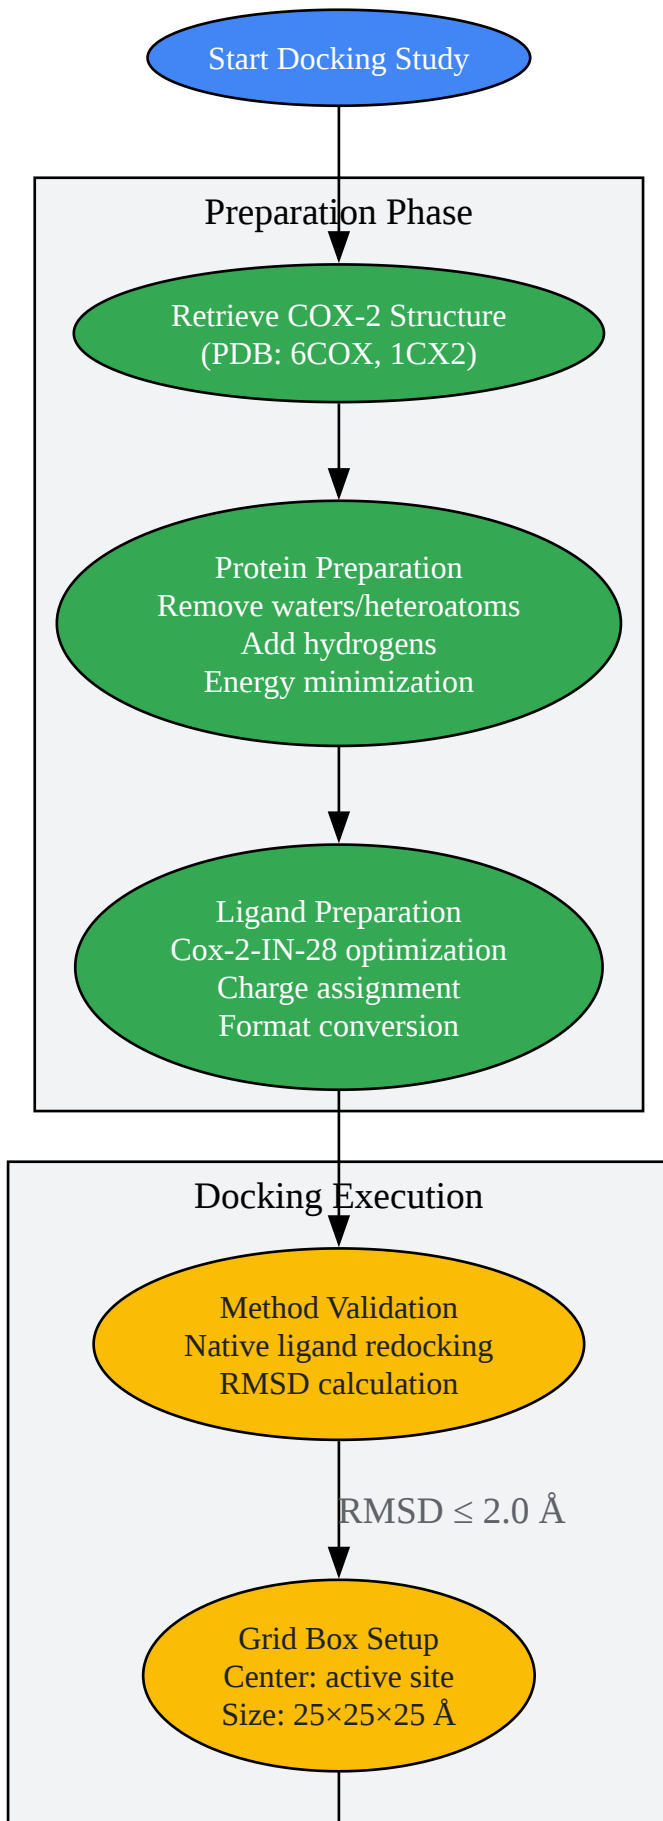 Start Docking Study
Preparation Phase
Retrieve COX-2 Structure
(PDB: 6COX, 1CX2)
Protein Preparation
Remove waters/heteroatoms
Add hydrogens
Energy minimization
Ligand Preparation
Cox-2-IN-28 optimization
Charge assignment
Format conversion
Docking Execution
Method Validation
Native ligand redocking
RMSD calculation
RMSD ≤ 2.0 Å
Grid Box Setup
Center: active site
Size: 25×25×25 Å